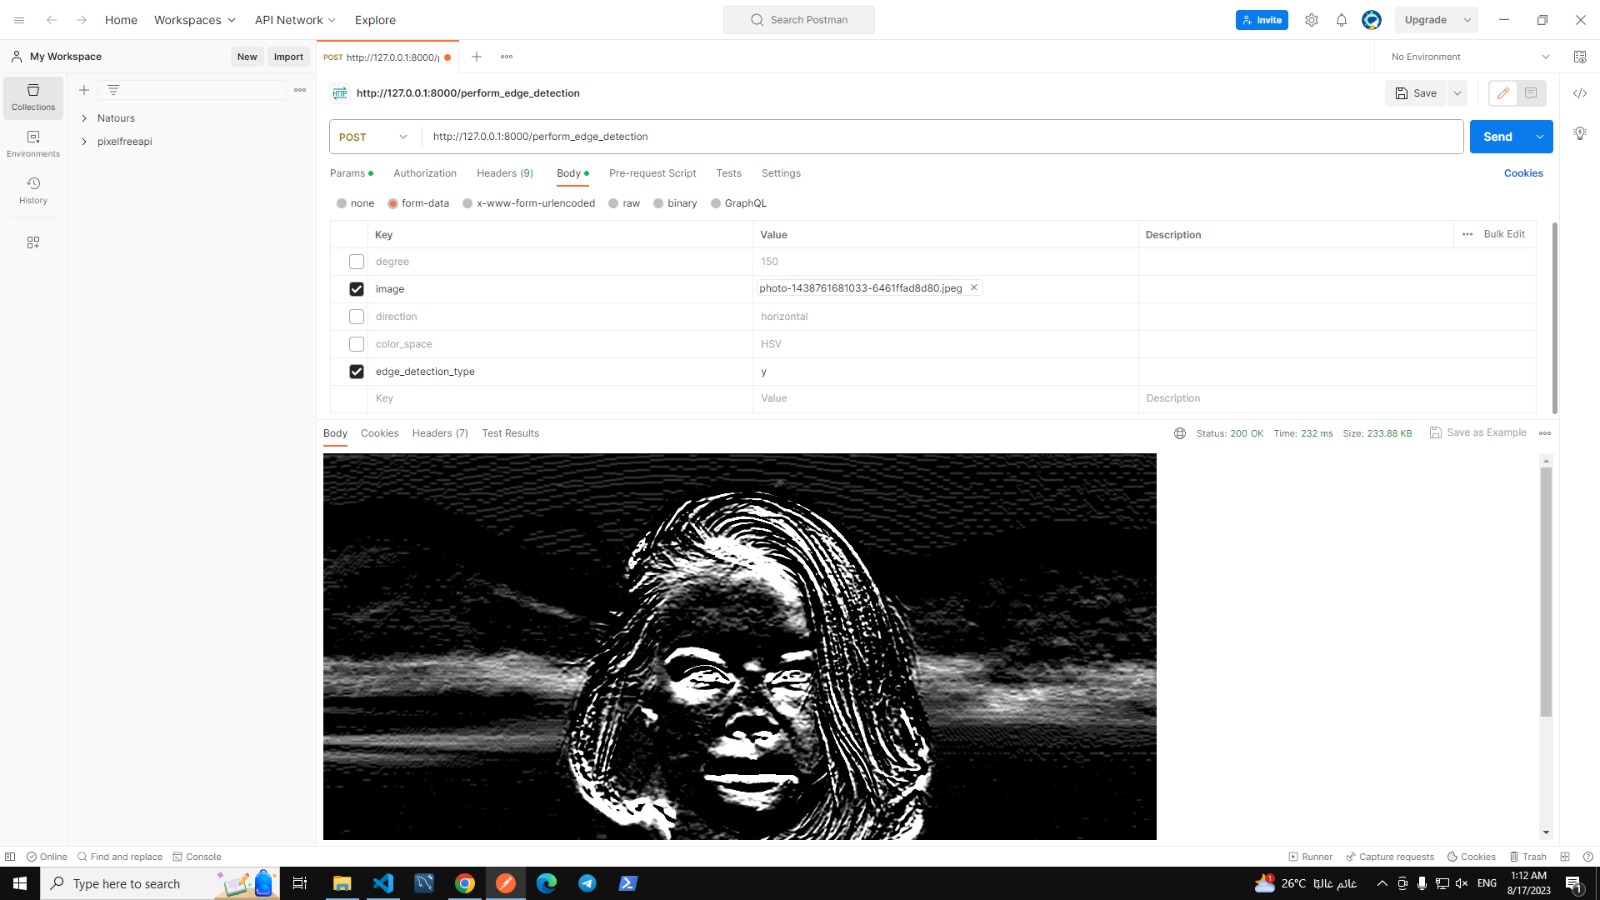 Home Workspaces API Network Explore Search Postman Invite Upgrade
My Workspace New Import POST http://127.0.0.1:8000/ No Environment
Collections
Environments
History
Natours
pixelfreeapi
HTTP http://127.0.0.1:8000/perform_edge_detection Save
POST http://127.0.0.1:8000/perform_edge_detection Send
Params Authorization Headers (9) Body Pre-request Script Tests Settings Cookies
none form-data x-www-form-urlencoded raw binary GraphQL
Key Value Description Bulk Edit
degree 150
image photo-1438761681033-6461ffad8d80.jpeg
direction horizontal
color_space HSV
edge_detection_type y
Key Value Description
Body Cookies Headers (7) Test Results Status: 200 OK Time: 232 ms Size: 233.88 KB Save as Example
Online Find and replace Console Runner Capture requests Cookies Trash
Type here to search 1 26°C غائم غالبًا ENG 1:12 AM
8/17/2023 1